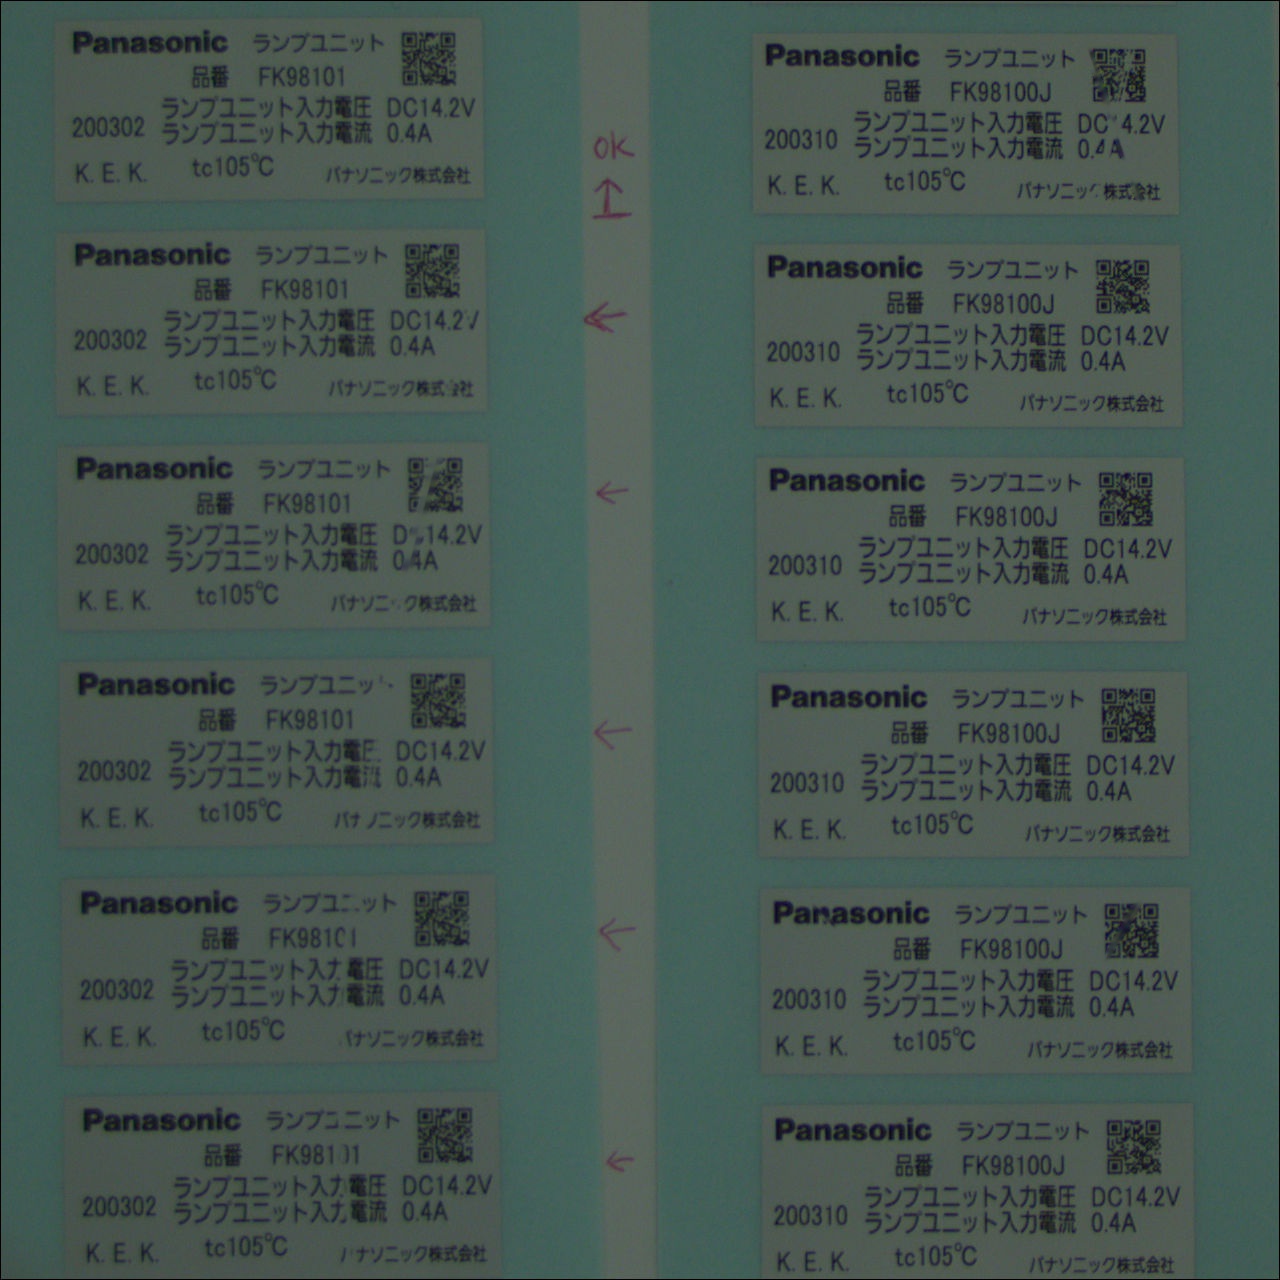 Panasonic ランプユニット
品番 FK98101
ランプユニット入力電圧 DC14.2V
200302 ランプユニット入力電流 0.4A
K. E. K. tc105℃ パナソニック株式会社
Panasonic ランプユニット
品番 FK98101
ランプユニット入力電圧 DC14.2V
200302 ランプユニット入力電流 0.4A
K. E. K. tc105℃ パナソニック株式会社
Panasonic ランプユニット
品番 FK98101
ランプユニット入力電圧 D 14.2V
200302 ランプユニット入力電流 0.4A
K. E. K. tc105℃ パナソニック株式会社
Panasonic ランプユニッ
品番 FK98101
ランプユニット入力電圧 DC14.2V
200302 ランプユニット入力電流 0.4A
K. E. K. tc105℃ パナソニック株式会社
Panasonic ランプユニット
品番 FK98101
ランプユニット入力電圧 DC14.2V
200302 ランプユニット入力電流 0.4A
K. E. K. tc105℃ パナソニック株式会社
Panasonic ランプユニット
品番 FK98101
ランプユニット入力電圧 DC14.2V
200302 ランプユニット入力電流 0.4A
K. E. K. tc105℃ パナソニック株式会社
OK
Panasonic ランプユニット
品番 FK98100J
ランプユニット入力電圧 DC 4.2V
200310 ランプユニット入力電流 0.4A
K. E. K. tc105℃ パナソニック株式会社
Panasonic ランプユニット
品番 FK98100J
ランプユニット入力電圧 DC14.2V
200310 ランプユニット入力電流 0.4A
K. E. K. tc105℃ パナソニック株式会社
Panasonic ランプユニット
品番 FK98100J
ランプユニット入力電圧 DC14.2V
200310 ランプユニット入力電流 0.4A
K. E. K. tc105℃ パナソニック株式会社
Panasonic ランプユニット
品番 FK98100J
ランプユニット入力電圧 DC14.2V
200310 ランプユニット入力電流 0.4A
K. E. K. tc105℃ パナソニック株式会社
Panasonic ランプユニット
品番 FK98100J
ランプユニット入力電圧 DC14.2V
200310 ランプユニット入力電流 0.4A
K. E. K. tc105℃ パナソニック株式会社
Panasonic ランプユニット
品番 FK98100J
ランプユニット入力電圧 DC14.2V
200310 ランプユニット入力電流 0.4A
K. E. K. tc105℃ パナソニック株式会社